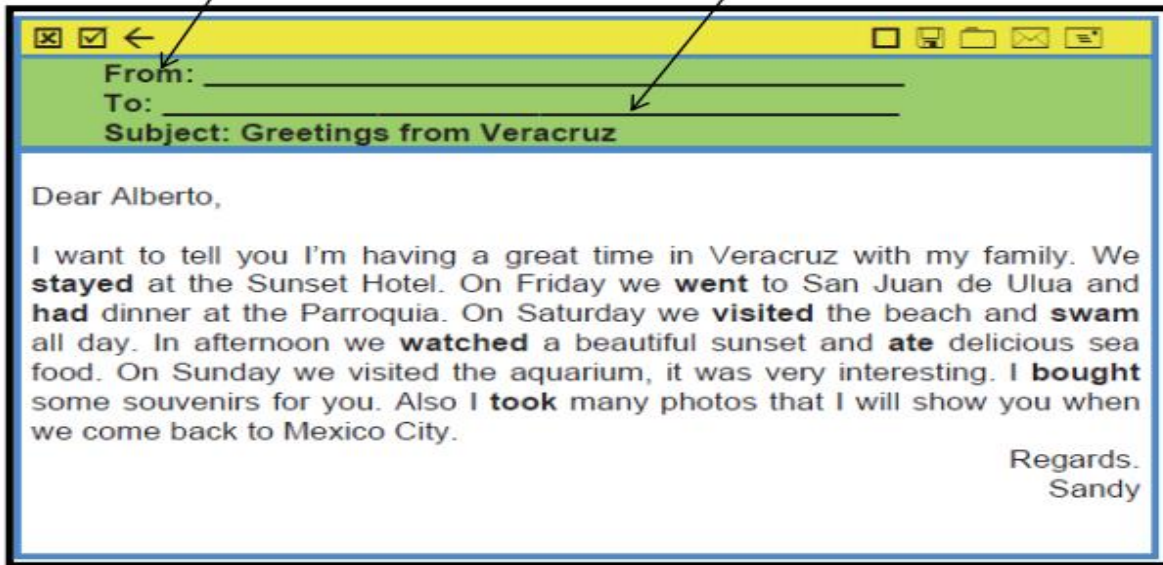 From: ____________________
To: ____________________
Subject: Greetings from Veracruz
Dear Alberto,
I want to tell you I'm having a great time in Veracruz with my family. We
stayed at the Sunset Hotel. On Friday we went to San Juan de Ulua and
had dinner at the Parroquia. On Saturday we visited the beach and swam
all day. In afternoon we watched a beautiful sunset and ate delicious sea
food. On Sunday we visited the aquarium, it was very interesting. I bought
some souvenirs for you. Also I took many photos that I will show you when
we come back to Mexico City.
Regards.
Sandy